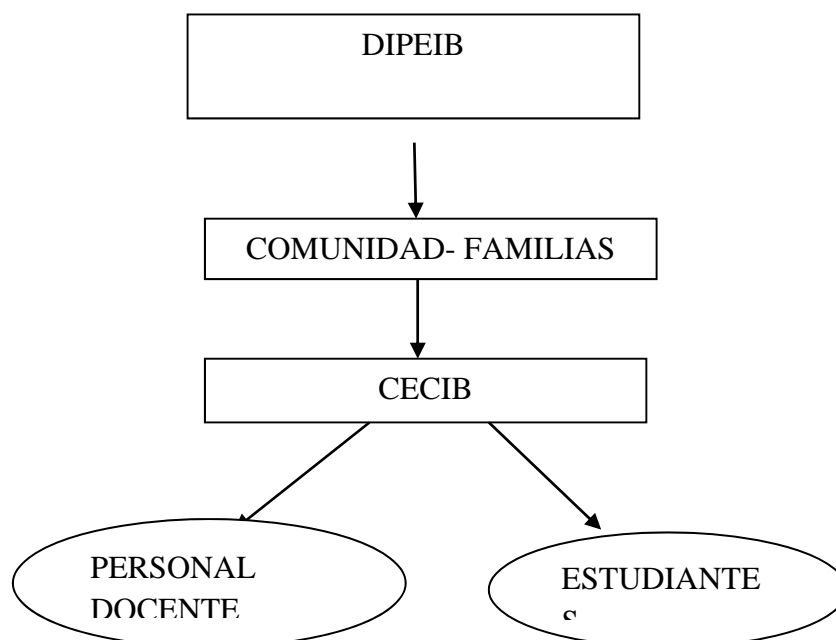 DIPEIB
COMUNIDAD- FAMILIAS
CECIB
PERSONAL
DOCENTE
ESTUDIANTE
S